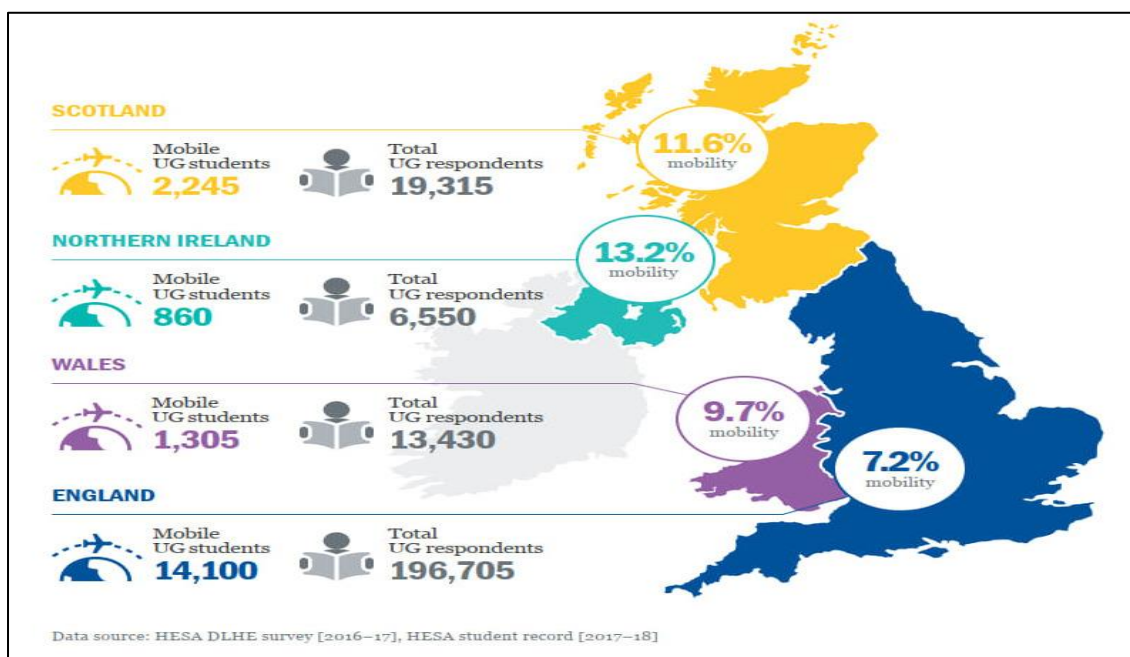 SCOTLAND
Mobile
UG students
2,245
Total
UG respondents
19,315
11.6%
mobility
NORTHERN IRELAND
Mobile
UG students
860
Total
UG respondents
6,550
13.2%
mobility
WALES
Mobile
UG students
1,305
Total
UG respondents
13,430
9.7%
mobility
ENGLAND
Mobile
UG students
14,100
Total
UG respondents
196,705
7.2%
mobility
Data source: HESA DLHE survey [2016–17], HESA student record [2017–18]